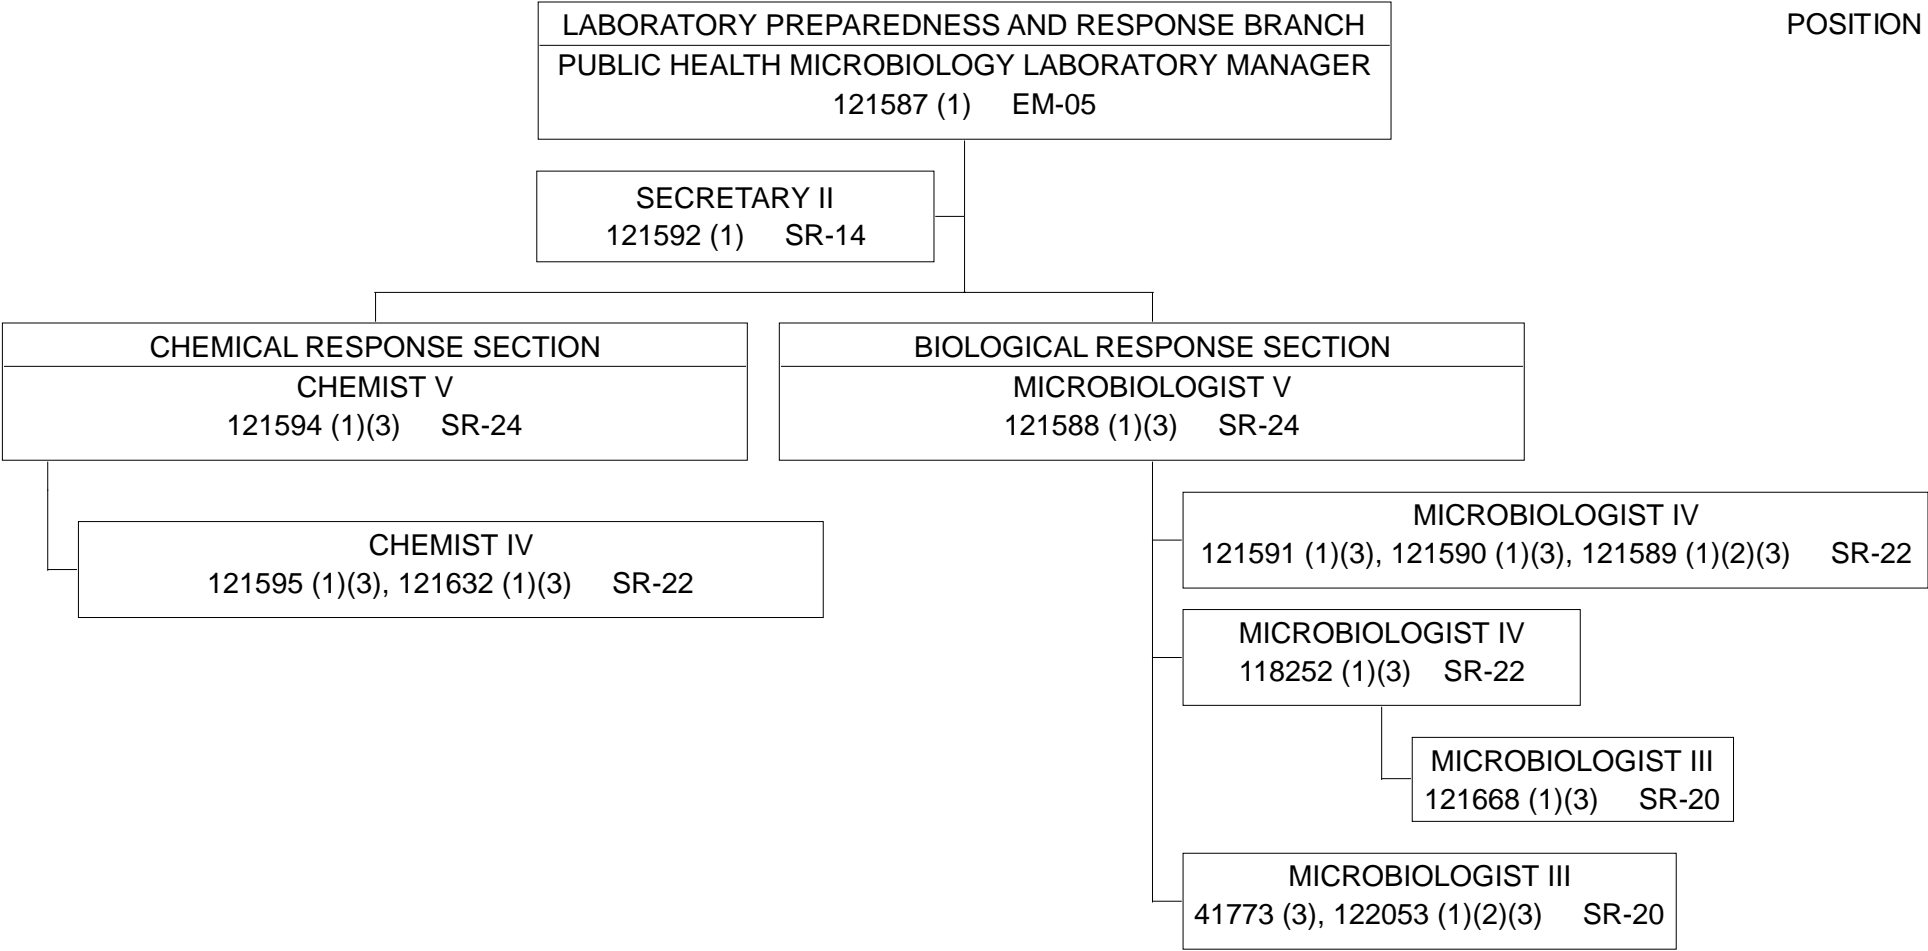 LABORATORY PREPAREDNESS AND RESPONSE BRANCH
POSITION
PUBLIC HEALTH MICROBIOLOGY LABORATORY MANAGER
121587 (1) EM-05
SECRETARY II
121592 (1) SR-14
CHEMICAL RESPONSE SECTION
CHEMIST V
121594 (1)(3) SR-24
BIOLOGICAL RESPONSE SECTION
MICROBIOLOGIST V
121588 (1)(3) SR-24
CHEMIST IV
121595 (1)(3), 121632 (1)(3) SR-22
MICROBIOLOGIST IV
121591 (1)(3), 121590 (1)(3), 121589 (1)(2)(3) SR-22
MICROBIOLOGIST IV
118252 (1)(3) SR-22
MICROBIOLOGIST III
121668 (1)(3) SR-20
MICROBIOLOGIST III
41773 (3), 122053 (1)(2)(3) SR-20